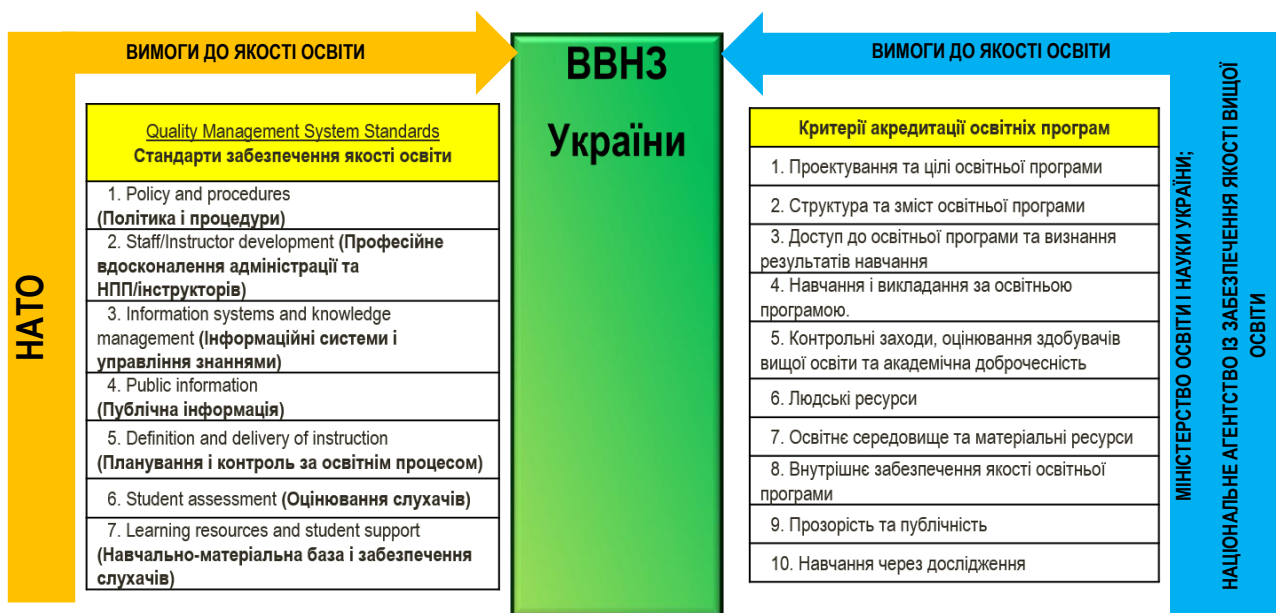 НАТО
ВИМОГИ ДО ЯКОСТІ ОСВІТИ
Quality Management System Standards
Стандарти забезпечення якості освіти
1. Policy and procedures
(Політика і процедури)
2. Staff/Instructor development (Професійне
вдосконалення адміністрації та
НПП/інструкторів)
3. Information systems and knowledge
management (Інформаційні системи і
управління знаннями)
4. Public information
(Публічна інформація)
5. Definition and delivery of instruction
(Планування і контроль за освітнім процесом)
6. Student assessment (Оцінювання слухачів)
7. Learning resources and student support
(Навчально-матеріальна база і забезпечення
слухачів)
ВВНЗ
України
ВИМОГИ ДО ЯКОСТІ ОСВІТИ
Критерії акредитації освітніх програм
1. Проектування та цілі освітньої програми
2. Структура та зміст освітньої програми
3. Доступ до освітньої програми та визнання
результатів навчання
4. Навчання і викладання за освітньою
програмою.
5. Контрольні заходи, оцінювання здобувачів
вищої освіти та академічна доброчесність
6. Людські ресурси
7. Освітнє середовище та матеріальні ресурси
8. Внутрішнє забезпечення якості освітньої
програми
9. Прозорість та публічність
10. Навчання через дослідження
МІНІСТЕРСТВО ОСВІТИ І НАУКИ УКРАЇНИ;
НАЦІОНАЛЬНЕ АГЕНТСТВО ІЗ ЗАБЕЗПЕЧЕННЯ ЯКОСТІ ВИЩОЇ
ОСВІТИ